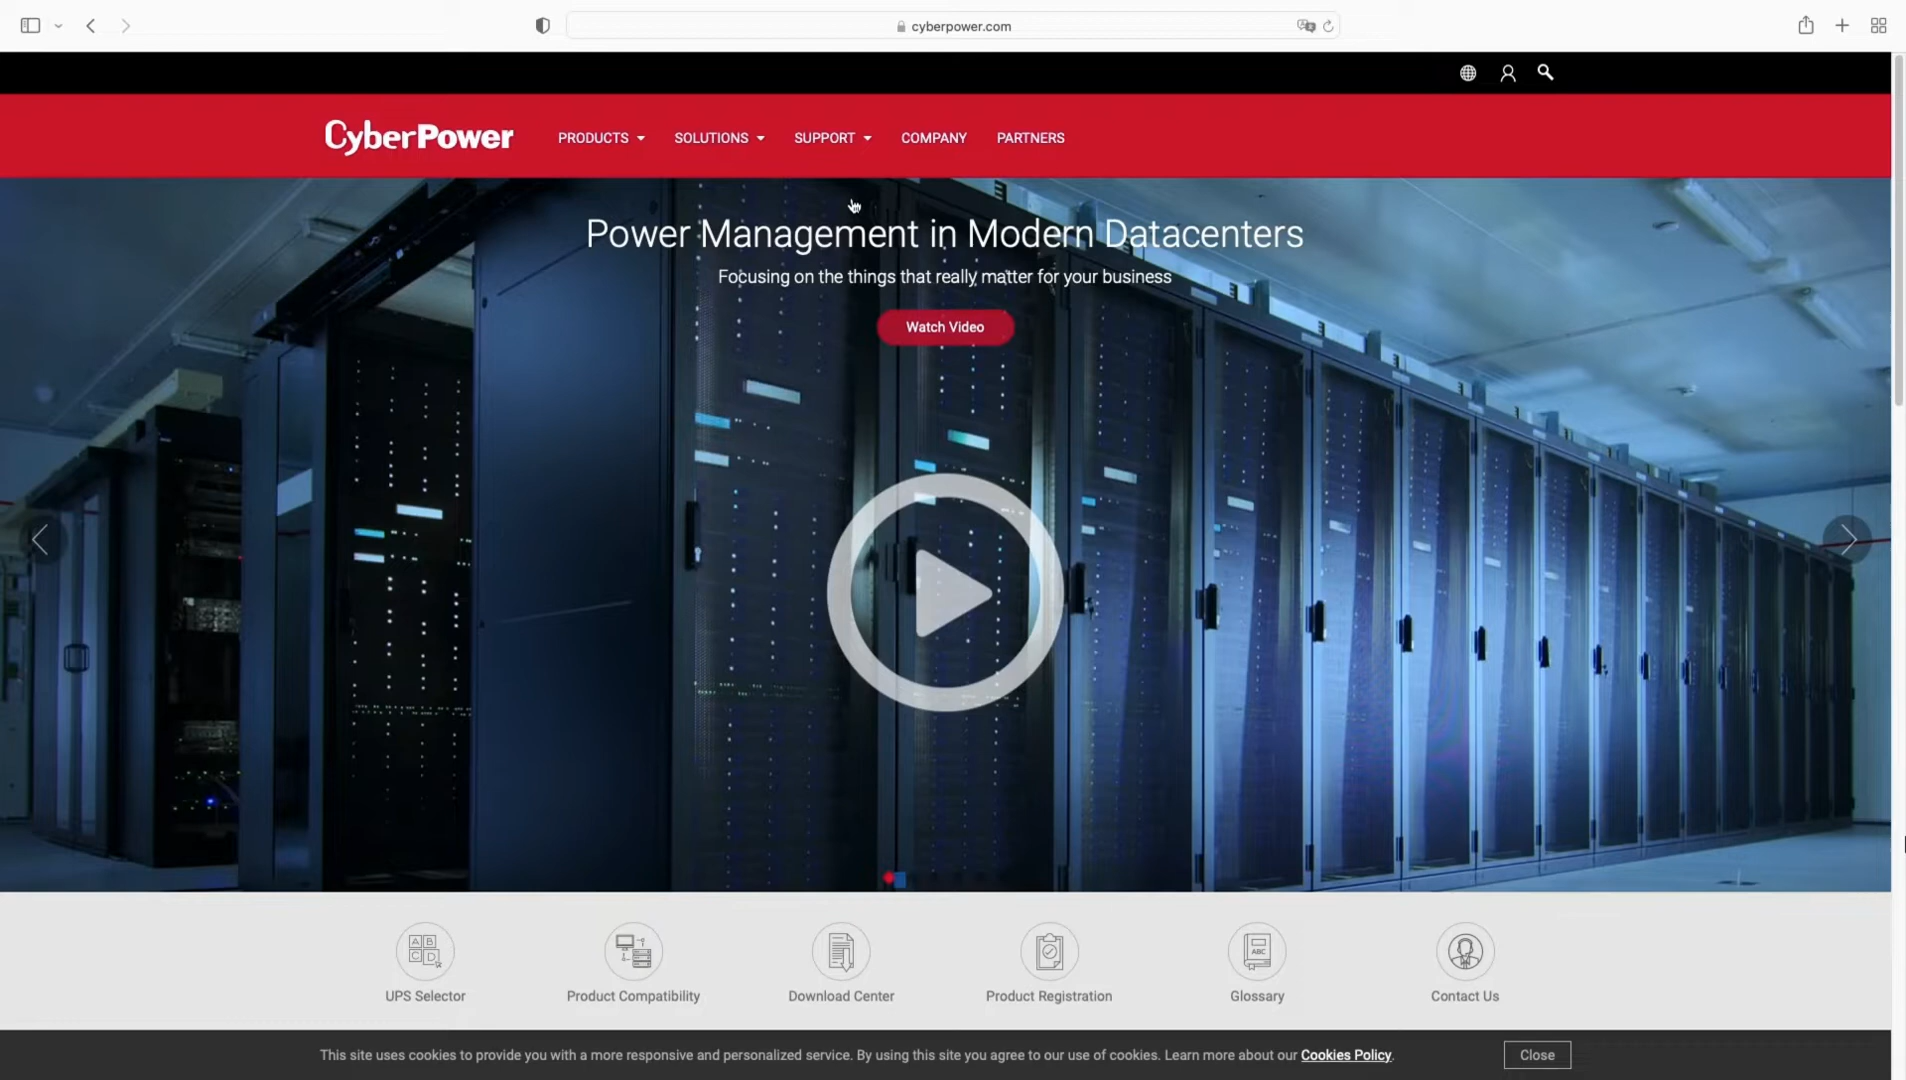 cyberpower.com
CyberPower
PRODUCTS
SOLUTIONS
SUPPORT
COMPANY
PARTNERS
Power Management in Modern Datacenters
Focusing on the things that really matter for your business
Watch Video
A B
C D
ABC
UPS Selector
Product Compatibility
Download Center
Product Registration
Glossary
Contact Us
This site uses cookies to provide you with a more responsive and personalized service. By using this site you agree to our use of cookies. Learn more about our Cookies Policy.
Close